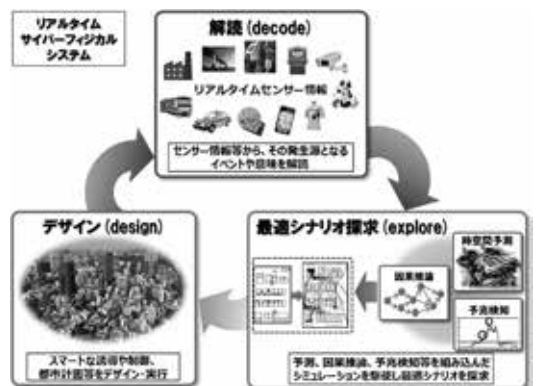 リアルタイム
サイバーフィジカル
システム
解読(decode)
リアルタイムセンサー情報
センサー情報等から、その発生源となる
イベントや意味を解読
デザイン(design)
スマートな誘導や制御、
都市計画等をデザイン・実行
最適シナリオ探求(explore)
時空間予測
因果推論
予兆検知
予測、因果推論、予兆検知等を組み込んだ
シミュレーションを駆使し最適シナリオを探求